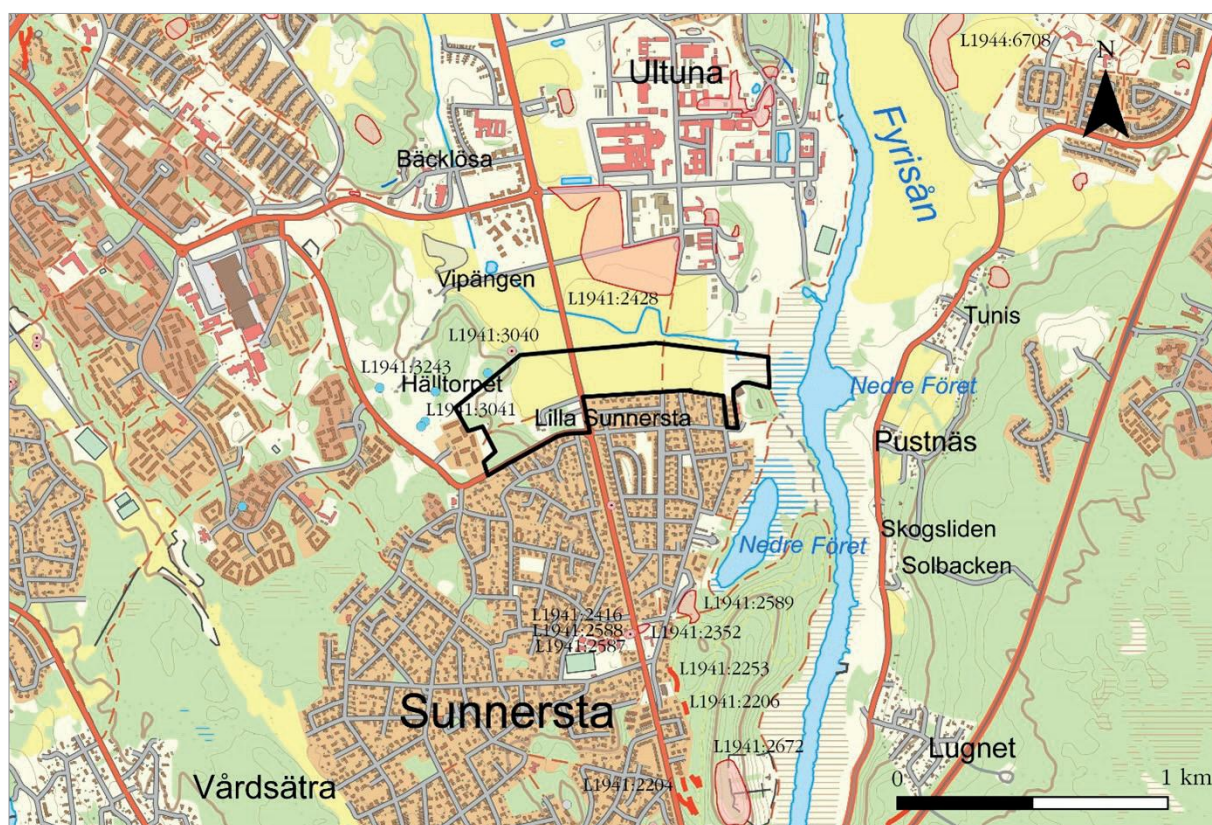 L1944:6708
N
Ultuna
Fyrisån
Bäcklösa
Vipängen
L1941:2428
Tunis
L1941:3040
L1941:3243
Hälltorpet
Nedre Föret
L1941:3041
Lilla Sunnersta
Pustnäs
Skogsliden
Nedre Föret
Solbacken
L1941:2589
L1941:2416
L1941:2588
L1941:2352
L1941:2587
L1941:2253
L1941:2206
Sunnersta
L1941:2672
Lugnet
L1941:2204
Vårdsätra
0
1 km